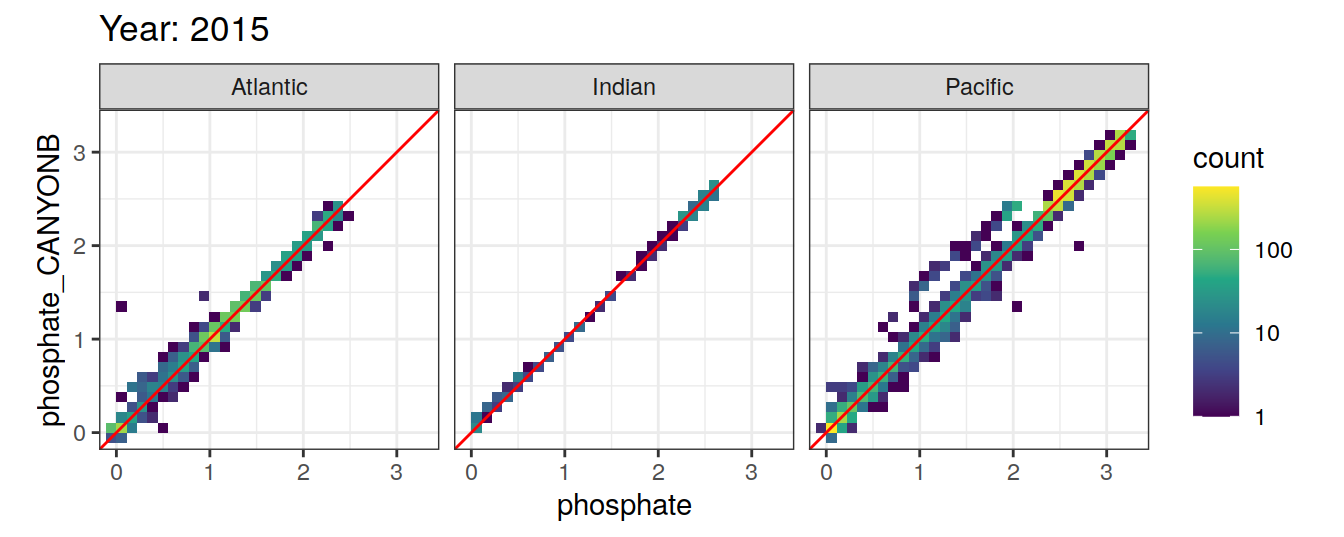 Year: 2015
Atlantic
Indian
Pacific
phosphate_CANYONB
3
2
1
0
0 1 2 3
0 1 2 3
0 1 2 3
phosphate
count
100
10
1